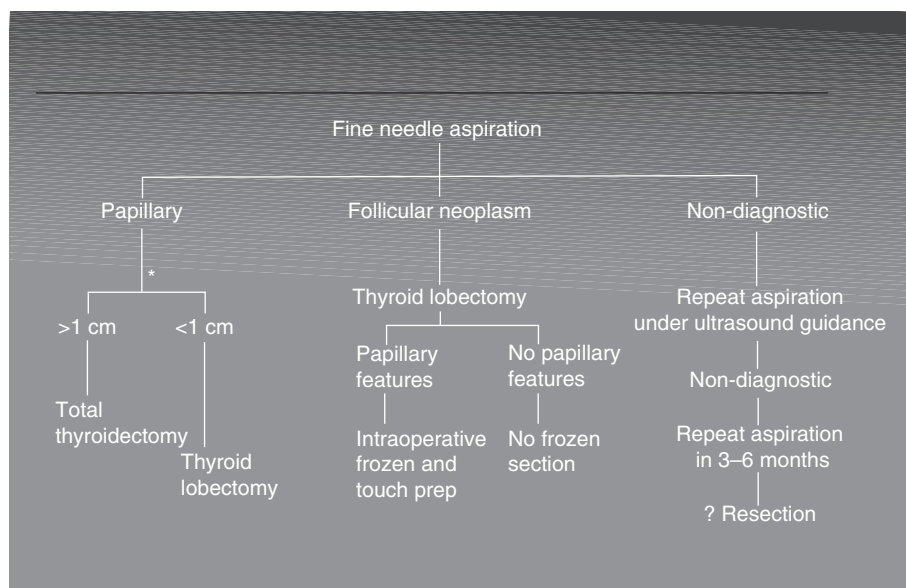 Fine needle aspiration
Papillary
Follicular neoplasm
Non-diagnostic
*
>1 cm
<1 cm
Total
thyroidectomy
Thyroid
lobectomy
Thyroid lobectomy
Papillary
features
No papillary
features
Intraoperative
frozen and
touch prep
No frozen
section
Repeat aspiration
under ultrasound guidance
Non-diagnostic
Repeat aspiration
in 3–6 months
? Resection